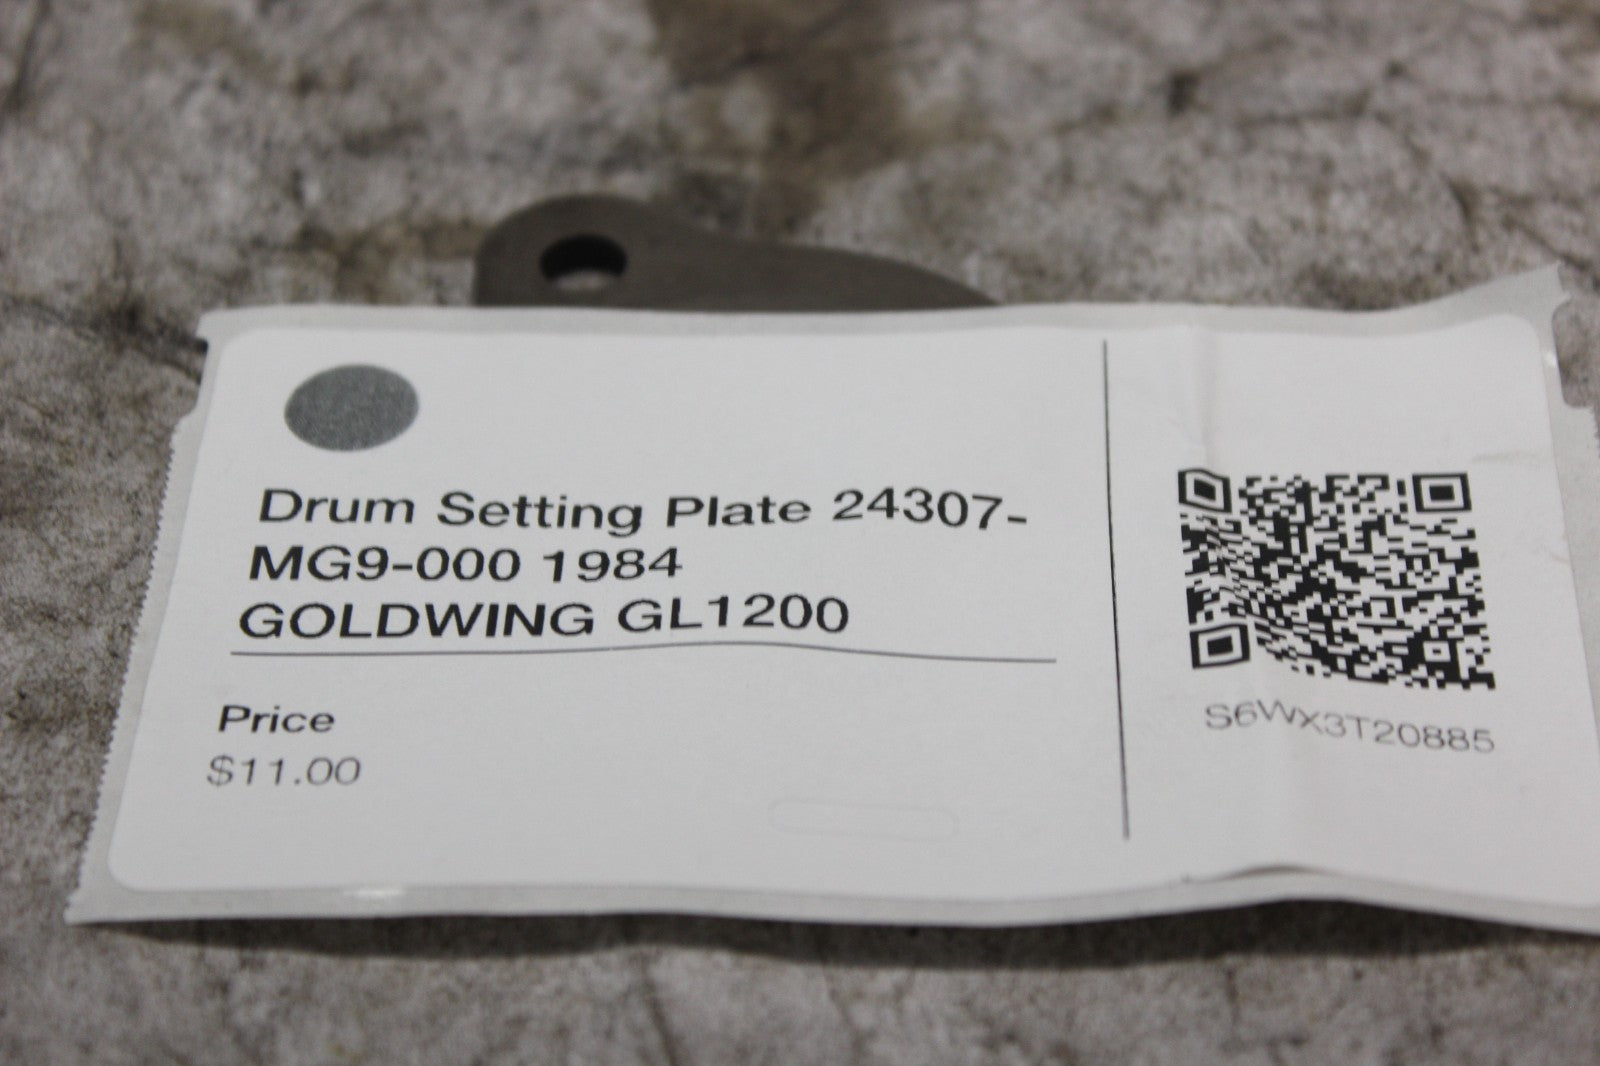 Drum Setting Plate 24307-
MG9-000 1984
GOLDWING GL1200
Price
$11.00
S6Wx3T20885